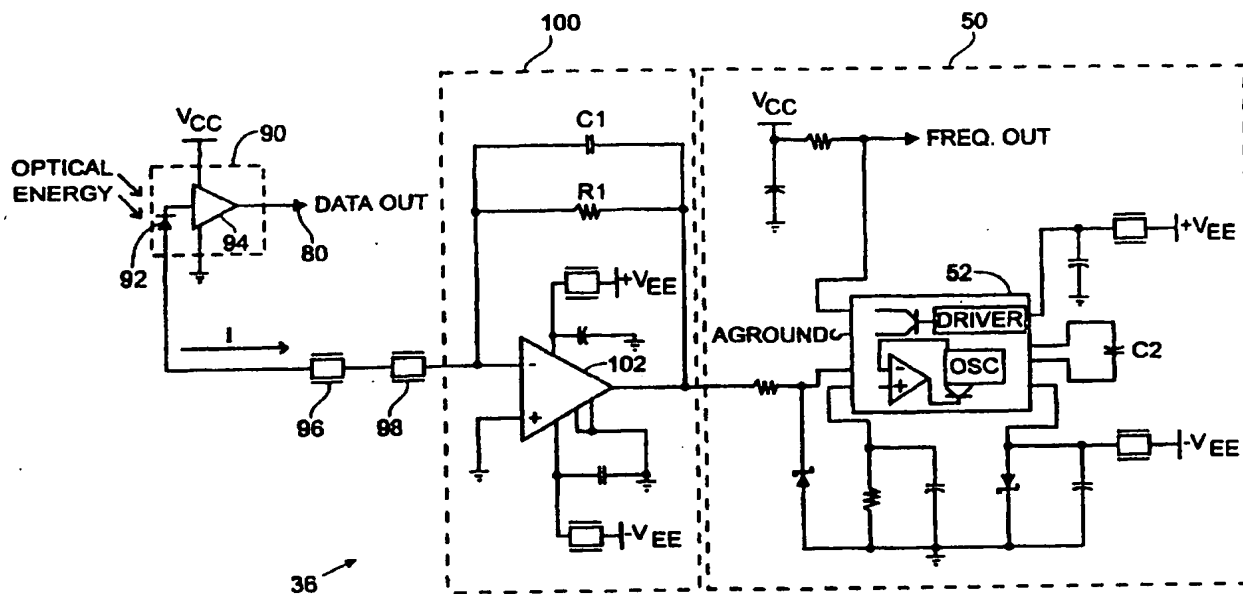 100
50
VCC
90
OPTICAL
ENERGY
DATA OUT
92
94
80
C1
R1
VCC
FREQ. OUT
+VEE
+VEE
52
DRIVER
AGROUND
OSC
C2
I
102
-
+
-
+
96
98
-VEE
-VEE
36